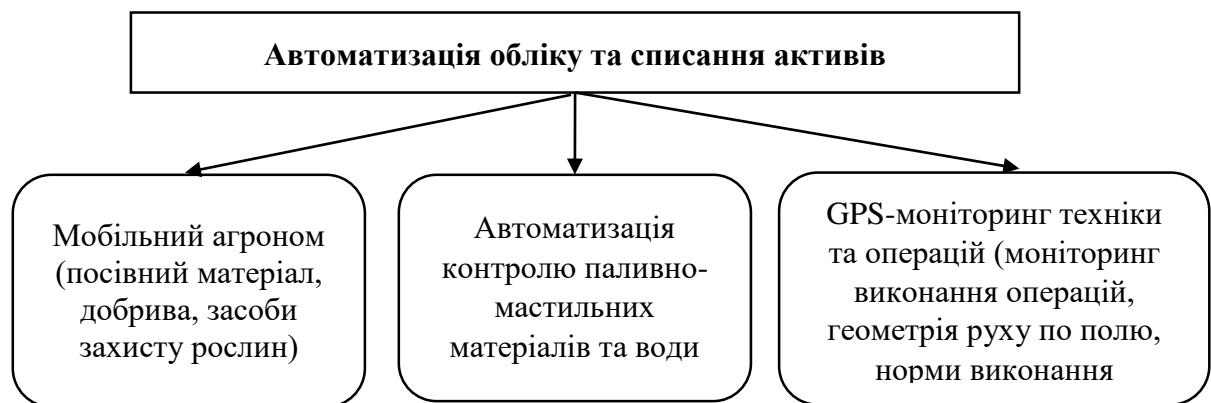 Автоматизація обліку та списання активів
Мобільний агроном
(посівний матеріал,
добрива, засоби
захисту рослин)
Автоматизація
контролю паливно-
мастильних
матеріалів та води
GPS-моніторинг техніки
та операцій (моніторинг
виконання операцій,
геометрія руху по полю,
норми виконання